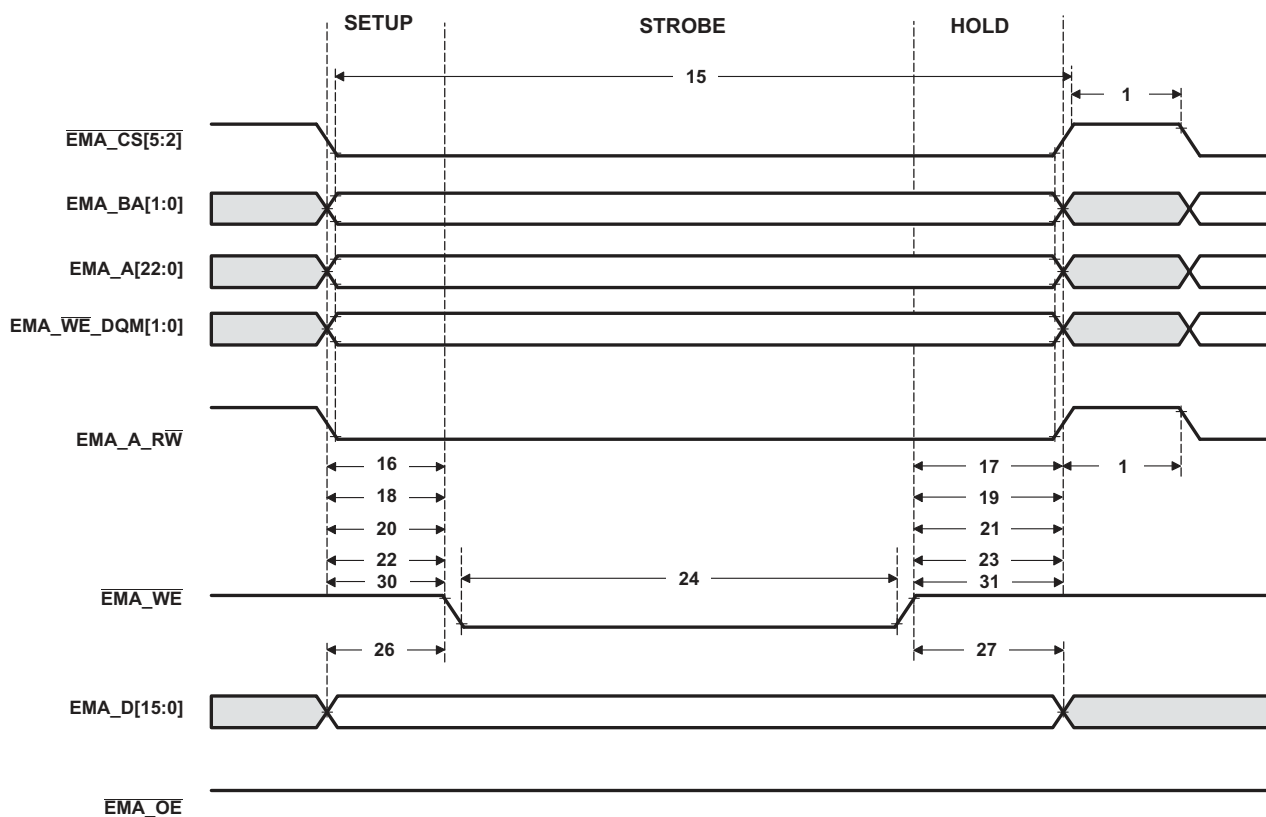 SETUP STROBE HOLD
15
1
EMA_CS[5:2]
EMA_BA[1:0]
EMA_A[22:0]
EMA_WE_DQM[1:0]
EMA_A_RW
16 17 1
18 19
20 21
22 23
30 24 31
EMA_WE
26 27
EMA_D[15:0]
EMA_OE